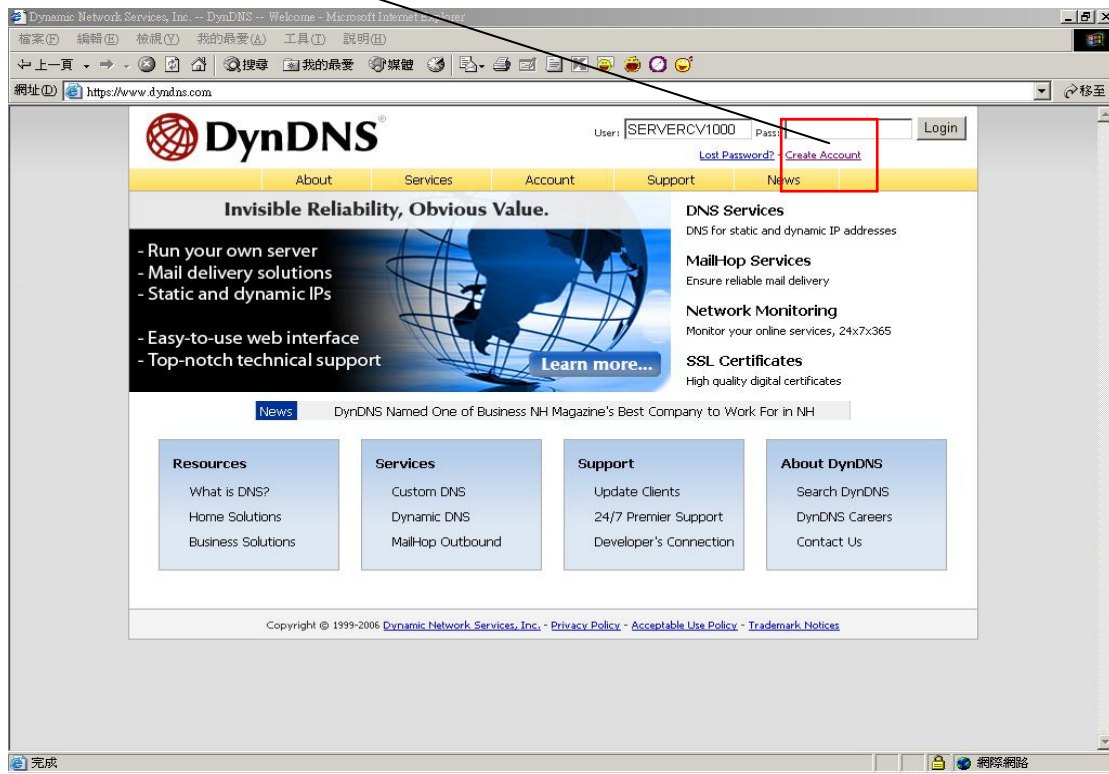 Dynamic Network Services, Inc. -- DynDNS -- Welcome - Microsoft Internet Explorer
檔案(F) 編輯(E) 檢視(V) 我的最愛(A) 工具(T) 說明(H)
上一頁 搜尋 我的最愛 媒體
網址(D) https://www.dyndns.com 移至
DynDNS®
User: SERVERCV1000 Pass: Login
Lost Password? - Create Account
About Services Account Support News
Invisible Reliability, Obvious Value.
- Run your own server
- Mail delivery solutions
- Static and dynamic IPs
- Easy-to-use web interface
- Top-notch technical support
Learn more...
DNS Services
DNS for static and dynamic IP addresses
MailHop Services
Ensure reliable mail delivery
Network Monitoring
Monitor your online services, 24x7x365
SSL Certificates
High quality digital certificates
News DynDNS Named One of Business NH Magazine's Best Company to Work For in NH
Resources
What is DNS?
Home Solutions
Business Solutions
Services
Custom DNS
Dynamic DNS
MailHop Outbound
Support
Update Clients
24/7 Premier Support
Developer's Connection
About DynDNS
Search DynDNS
DynDNS Careers
Contact Us
Copyright © 1999-2006 Dynamic Network Services, Inc. - Privacy Policy - Acceptable Use Policy - Trademark Notices
完成 網際網路